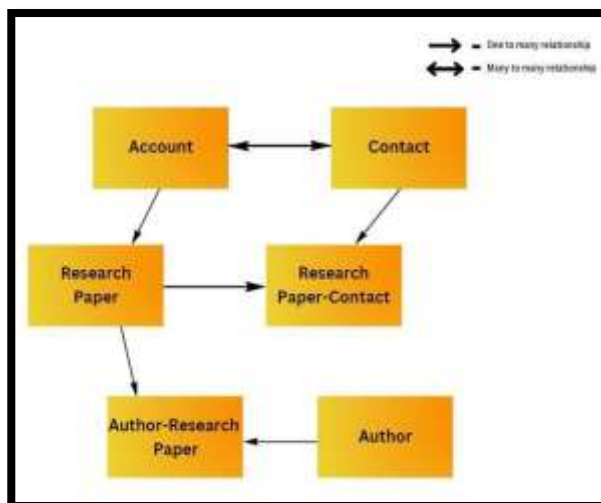 = One to many relationship
= Many to many relationship
Account
Contact
Research
Paper
Research
Paper-Contact
Author-Research
Paper
Author